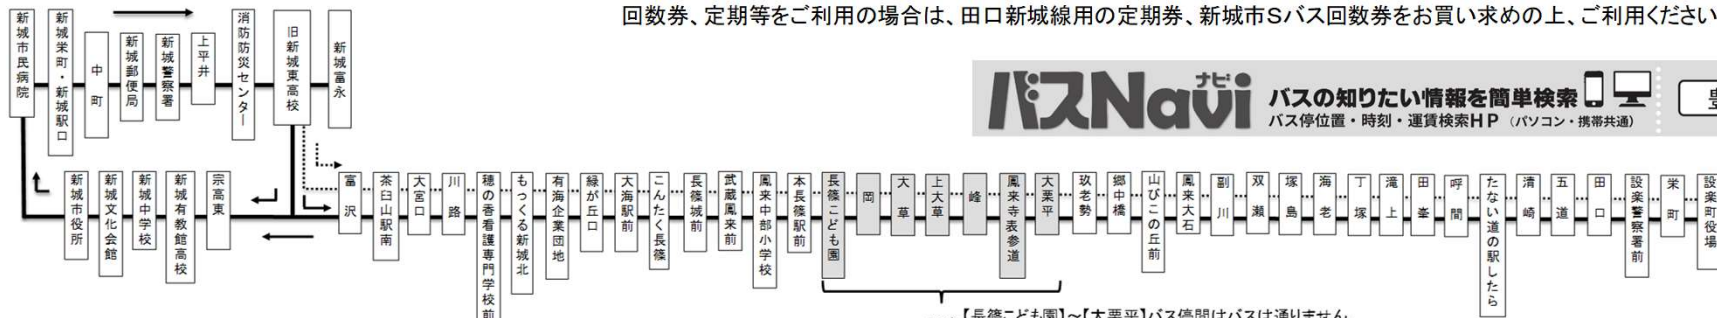 回数券、定期等をご利用の場合は、田口新城線用の定期券、新城市Sバス回数券をお買い求めの上、ご利用ください
バスNavi ナビ
バスの知りたい情報を簡単検索
バス停位置・時刻・運賃検索HP（パソコン・携帯共通）
新城市民病院
新城栄町・新城駅口
中町
新城郵便局
新城警察署
上平井
消防防災センター
旧新城東高校
新城富永
新城市役所
新城文化会館
新城中学校
新城有教館高校
宗高東
富沢
茶臼山駅南
大宮口
川路
穂の香看護専門学校前
もっくる新城北
有海企業団地
緑が丘口
大海駅前
こんたく長篠
長篠城前
武蔵鳳来前
鳳来中部小学校
本長篠駅前
長篠こども園
岡
大草
上大草
峰
鳳来寺表参道
大栗平
玖老勢
郷中橋
山びこの丘前
鳳来大石
副川
双瀬
塚島
海老
丁塚
滝上
田峯
呼間
たない道の駅したら
清崎
五道
田口
設楽警察署前
栄町
設楽町役場
【長篠こども園】～【大栗平】バス停間はバスは通りません